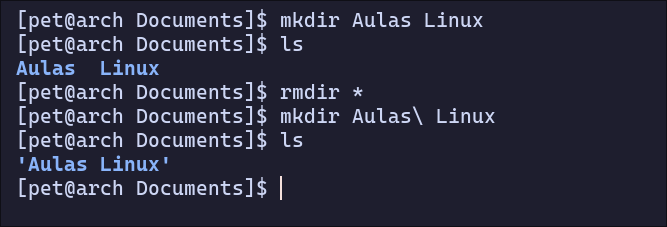 [pet@arch Documents]$ mkdir Aulas Linux
[pet@arch Documents]$ ls
Aulas  Linux
[pet@arch Documents]$ rmdir *
[pet@arch Documents]$ mkdir Aulas\ Linux
[pet@arch Documents]$ ls
'Aulas Linux'
[pet@arch Documents]$